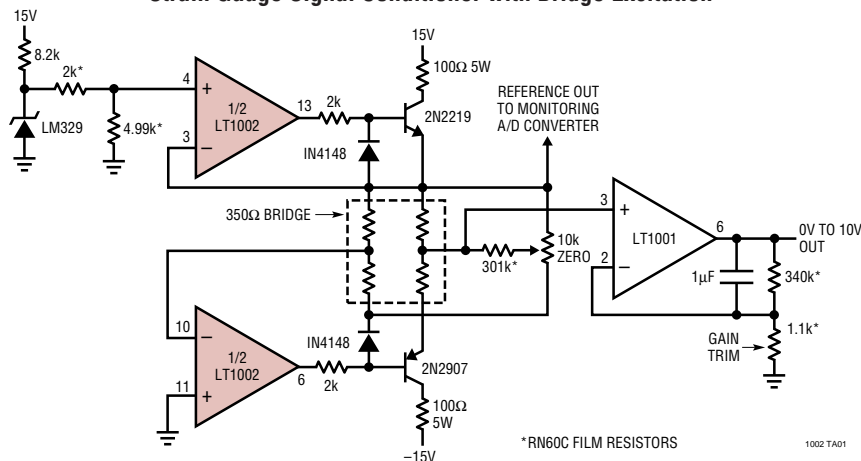 Strain Gauge Signal Conditioner with Bridge Excitation
15V
8.2k
2k*
LM329
4.99k*
4
3
+
–
1/2
LT1002
13
2k
IN4148
15V
100Ω 5W
2N2219
REFERENCE OUT
TO MONITORING
A/D CONVERTER
350Ω BRIDGE
301k*
10k
ZERO
3
2
+
–
LT1001
6
0V TO 10V
OUT
1µF
340k*
1.1k*
GAIN
TRIM
10
11
–
+
1/2
LT1002
6
2k
IN4148
2N2907
100Ω
5W
–15V
*RN60C FILM RESISTORS
1002 TA01